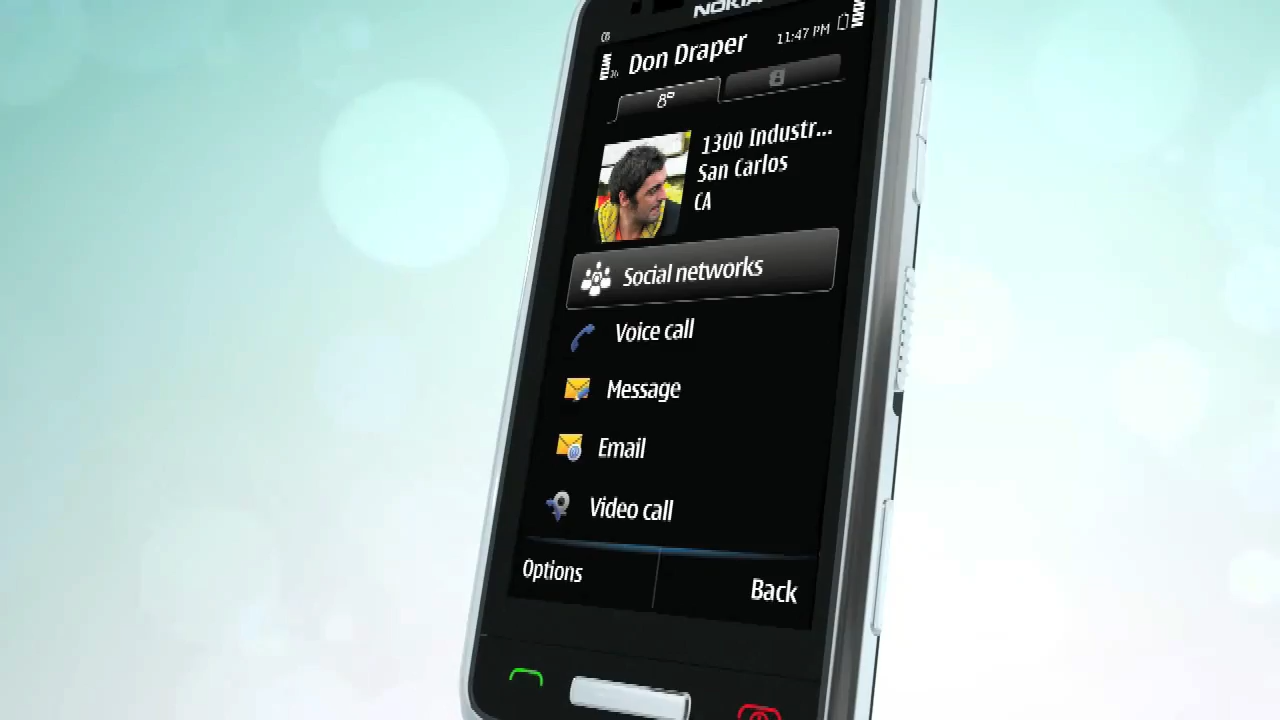 NOKIA
Don Draper
11:47 PM
1300 Industr...
San Carlos
CA
Social networks
Voice call
Message
Email
Video call
Options
Back